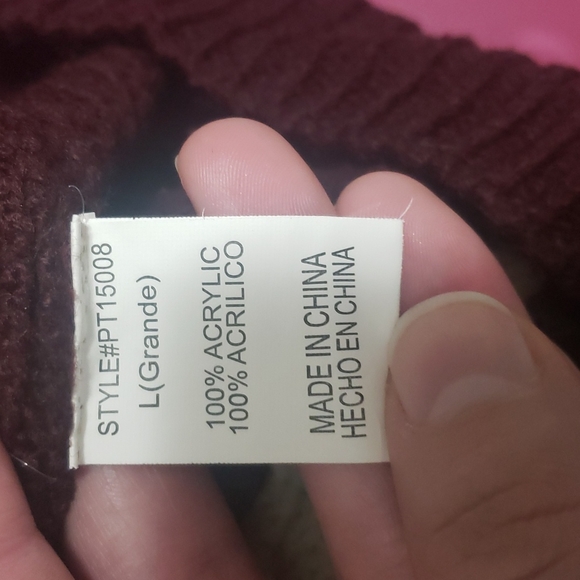 STYLE#PT15008
L(Grande)
100% ACRYLIC
100% ACRILICO
MADE IN CHINA
HECHO EN CHINA